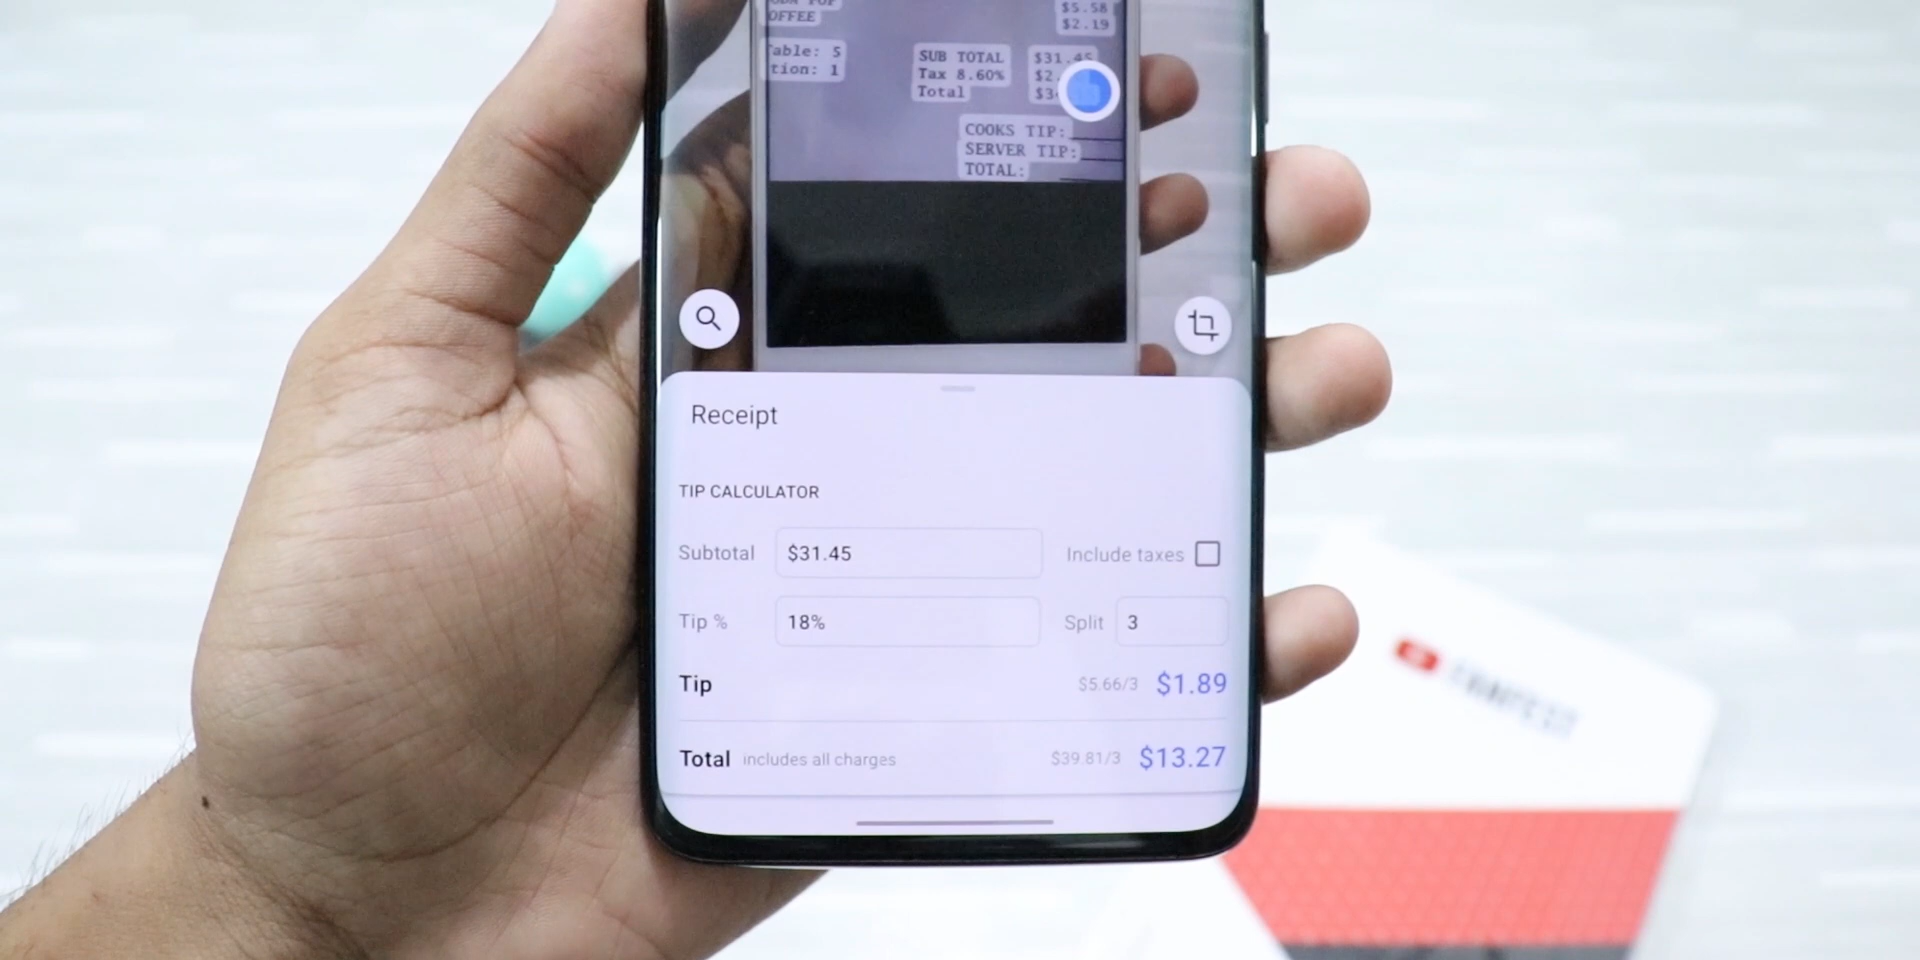 OFFEE
$5.58
$2.19
able: 5
tion: 1
SUB TOTAL $31.45
Tax 8.60% $2.
Total $3
COOKS TIP:
SERVER TIP:
TOTAL:
Receipt
TIP CALCULATOR
Subtotal $31.45 Include taxes
Tip % 18% Split 3
Tip $5.66/3 $1.89
Total includes all charges $39.81/3 $13.27
FANFEST